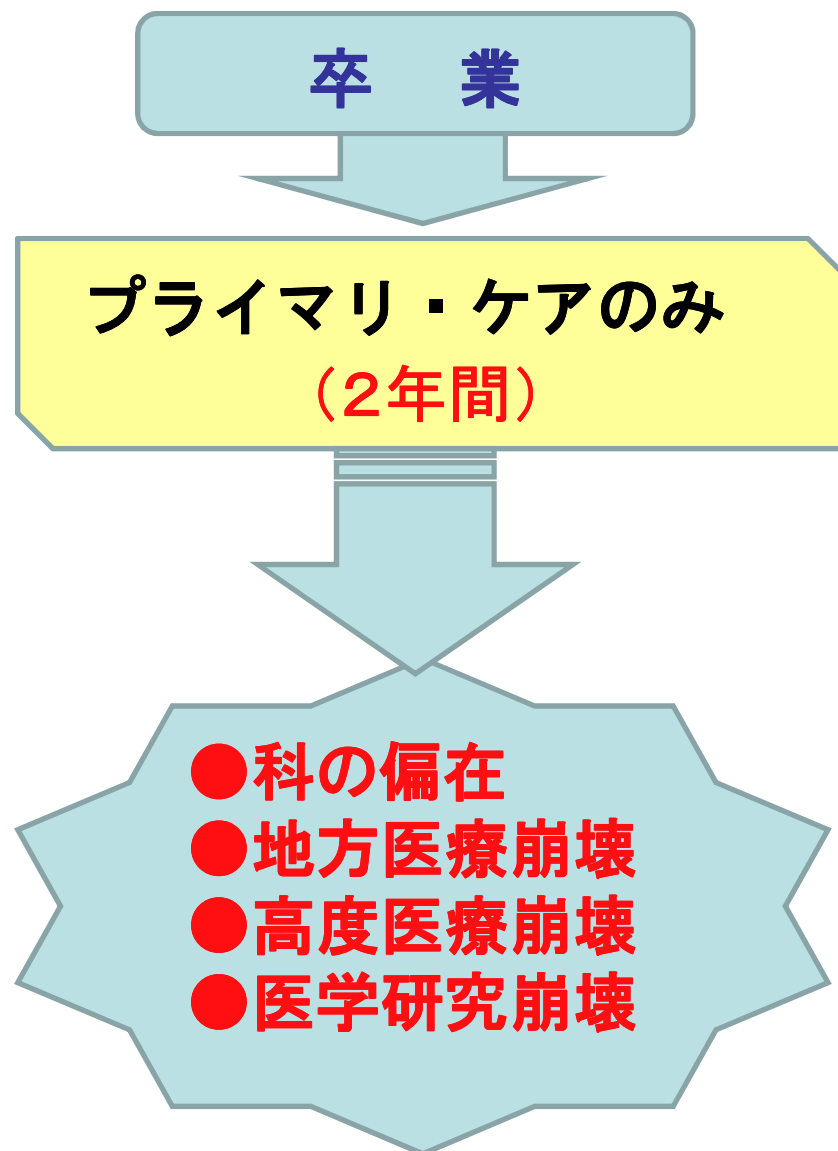 卒　業
プライマリ・ケアのみ
（２年間）
●科の偏在
●地方医療崩壊
●高度医療崩壊
●医学研究崩壊